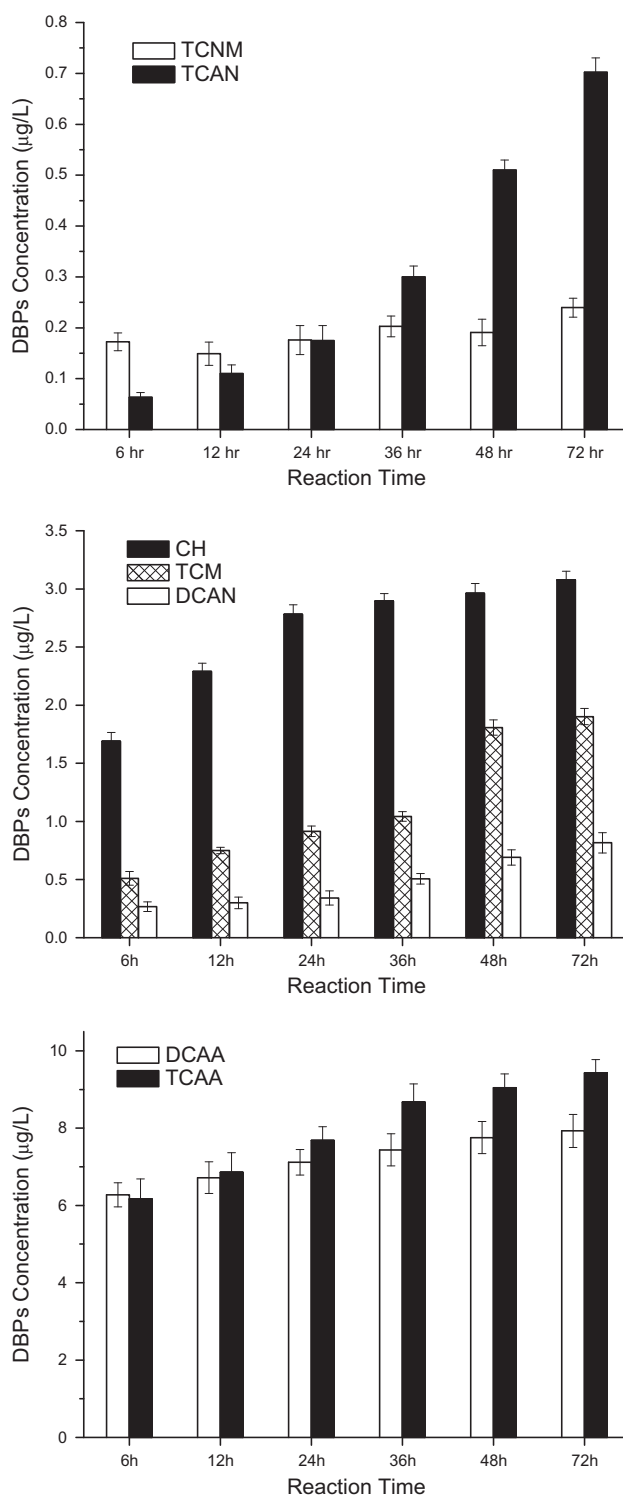 DBPs Concentration (μg/L)
0.8
0.7
0.6
0.5
0.4
0.3
0.2
0.1
0.0
TCNM
TCAN
6 hr 12 hr 24 hr 36 hr 48 hr 72 hr
Reaction Time
DBPs Concentration (μg/L)
3.5
3.0
2.5
2.0
1.5
1.0
0.5
0.0
CH
TCM
DCAN
6h 12h 24h 36h 48h 72h
Reaction Time
DBPs Concentration (μg/L)
10
8
6
4
2
0
DCAA
TCAA
6h 12h 24h 36h 48h 72h
Reaction Time